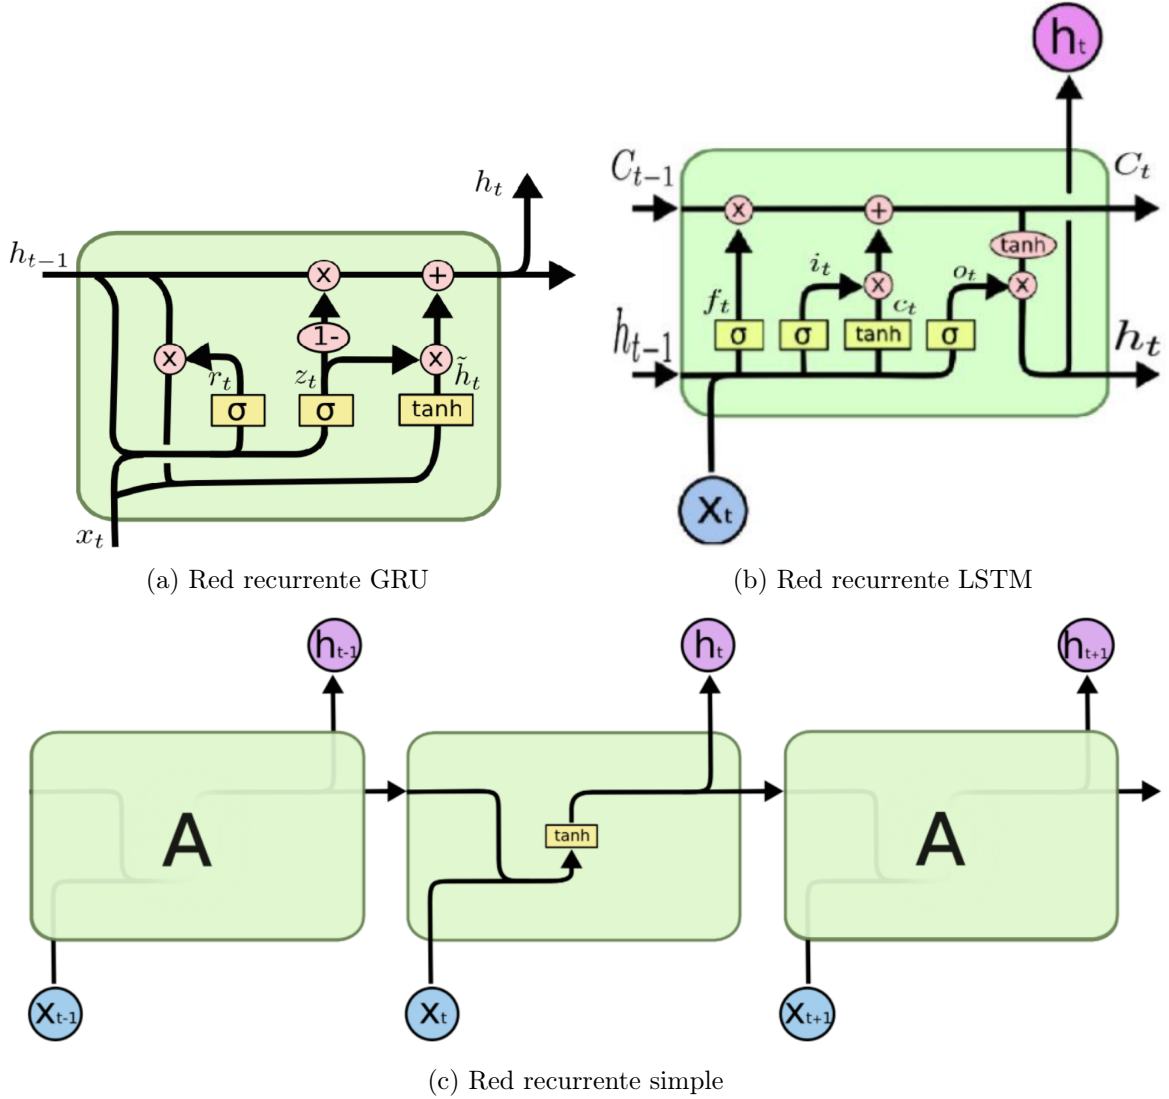 h_t
h_{t-1}
x
+
1-
x
r_t
z_t
x
h̃_t
σ
σ
tanh
x_t
(a) Red recurrente GRU
h_t
C_{t-1}
C_t
x
+
tanh
i_t
x
o_t
x
f_t
c_t
h_{t-1}
σ
σ
tanh
σ
h_t
X_t
(b) Red recurrente LSTM
h_{t-1}
h_t
h_{t+1}
A
tanh
A
X_{t-1}
X_t
X_{t+1}
(c) Red recurrente simple